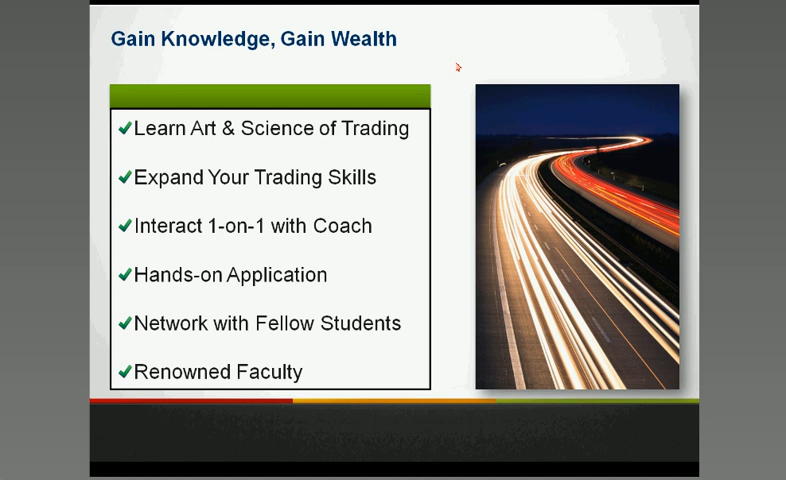 Gain Knowledge, Gain Wealth
Learn Art & Science of Trading
Expand Your Trading Skills
Interact 1-on-1 with Coach
Hands-on Application
Network with Fellow Students
Renowned Faculty